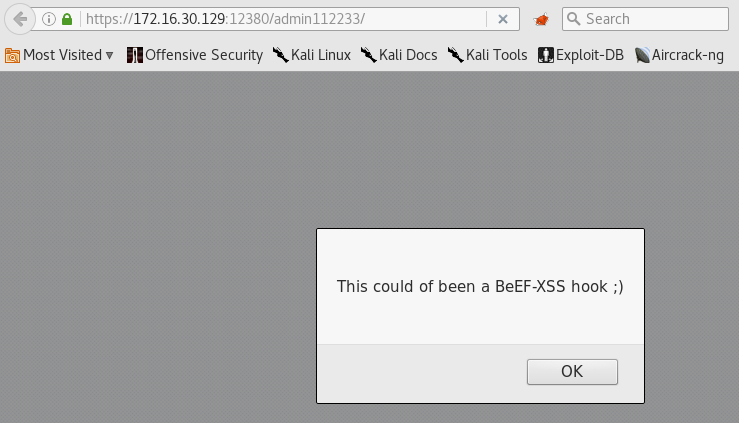 https://172.16.30.129:12380/admin112233/
Search
Most Visited Offensive Security Kali Linux Kali Docs Kali Tools Exploit-DB Aircrack-ng
This could of been a BeEF-XSS hook ;)
OK